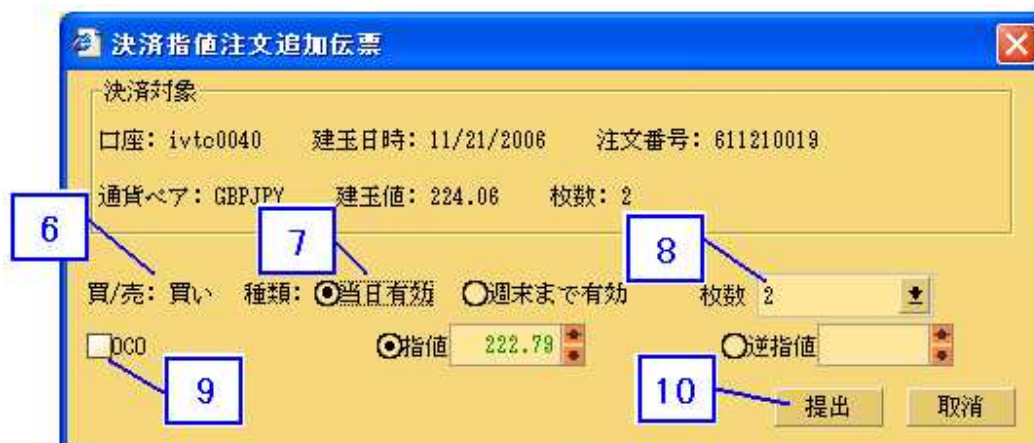 決済指値注文追加伝票
決済対象
口座: ivtc0040 建玉日時: 11/21/2006 注文番号: 611210019
通貨ペア: GBPJPY 建玉値: 224.06 枚数: 2
6 7 8
買/売: 買い 種類: 当日有効 週末まで有効 枚数 2
OCO 指値 222.79 逆指値
9 10
提出 取消